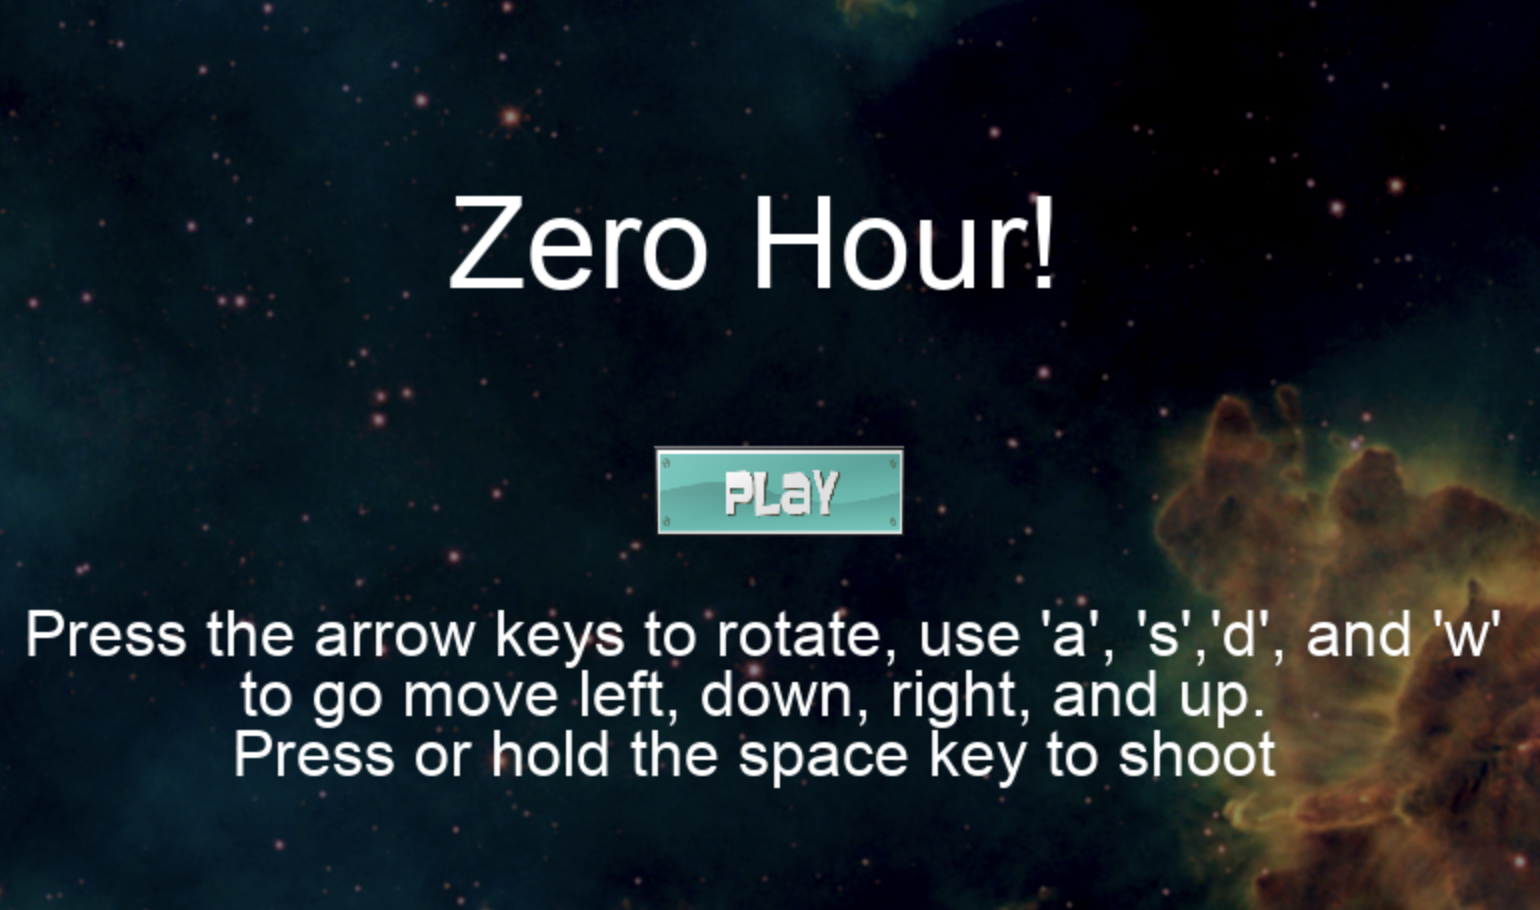 Zero Hour!
PLaY
Press the arrow keys to rotate, use 'a', 's','d', and 'w'
to go move left, down, right, and up.
Press or hold the space key to shoot